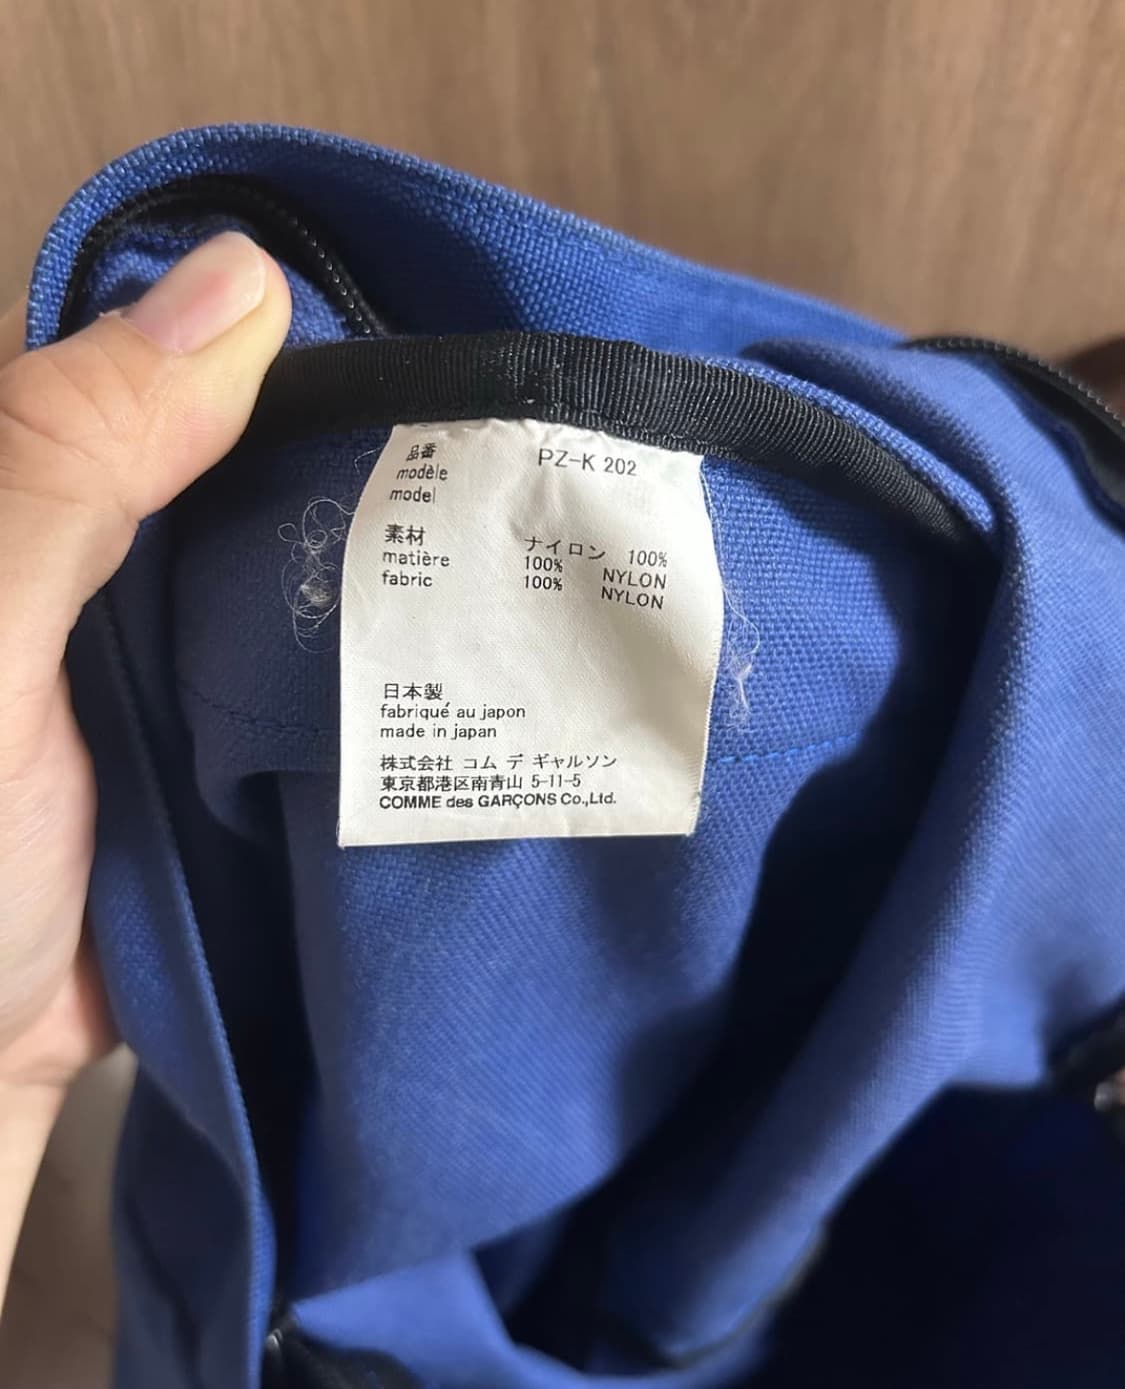 品番 PZ-K 202
modèle
model
素材 ナイロン 100%
matière 100% NYLON
fabric 100% NYLON
日本製
fabriqué au japon
made in japan
株式会社 コム デ ギャルソン
東京都港区南青山 5-11-5
COMME des GARÇONS Co.,Ltd.